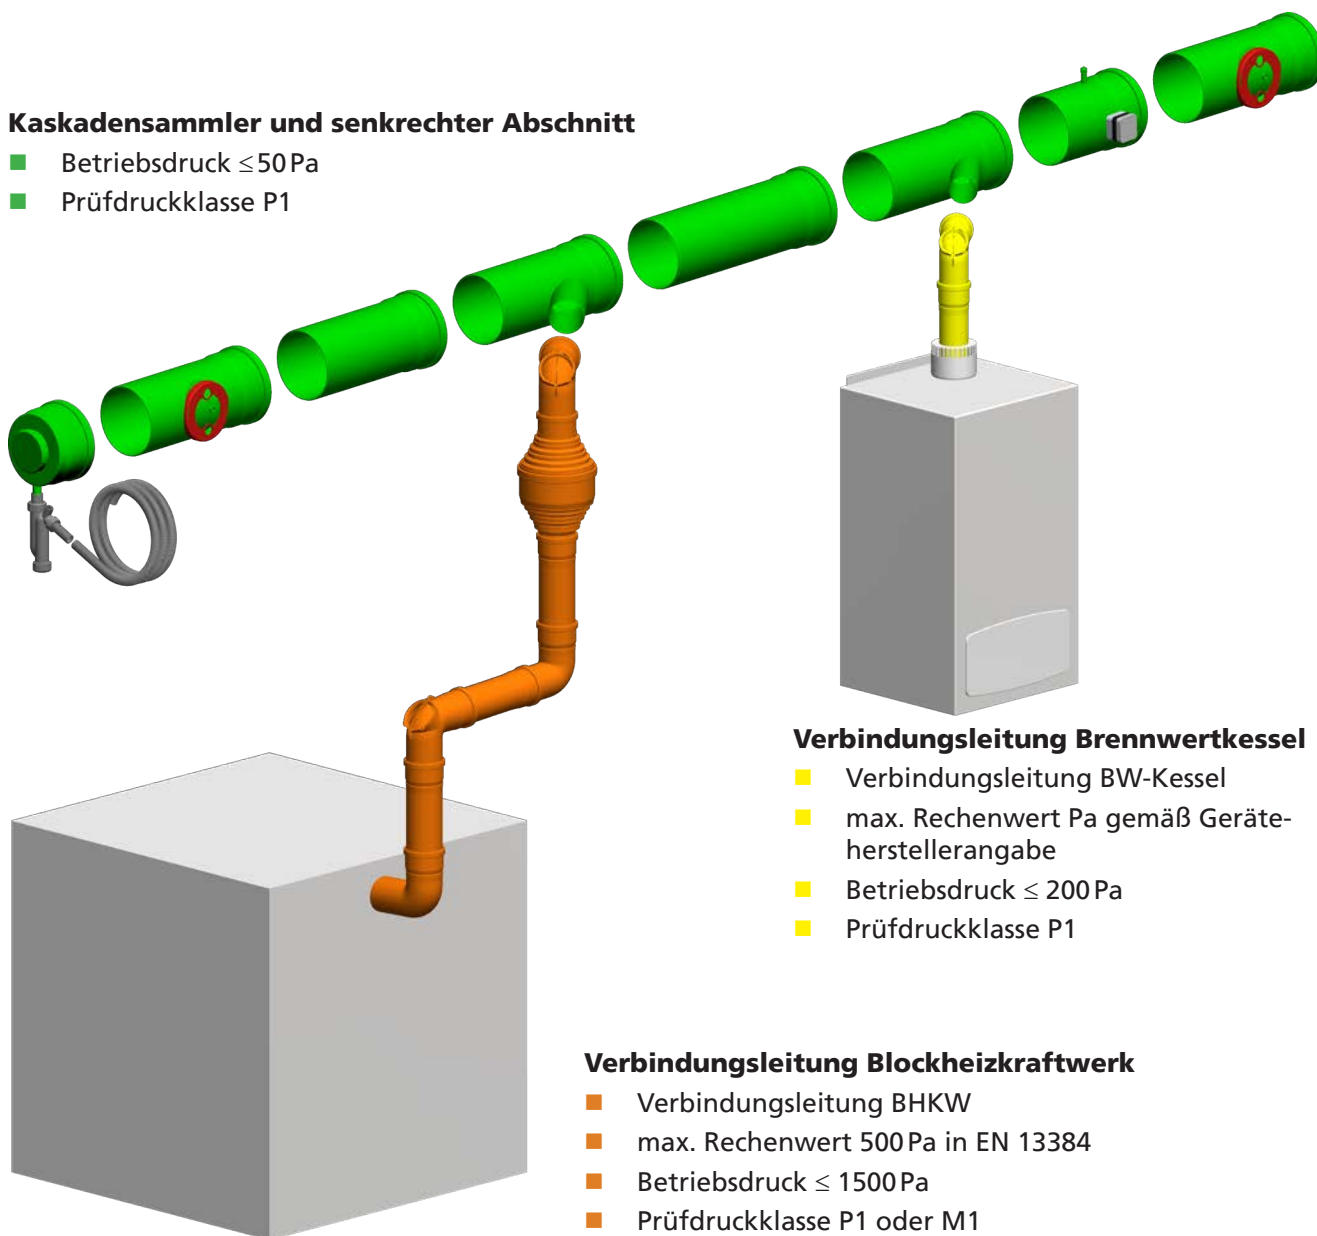 Kaskadensammler und senkrechter Abschnitt
■ Betriebsdruck ≤ 50 Pa
■ Prüfdruckklasse P1
Verbindungsleitung Brennwertkessel
■ Verbindungsleitung BW-Kessel
■ max. Rechenwert Pa gemäß Geräte-
herstellerangabe
■ Betriebsdruck ≤ 200 Pa
■ Prüfdruckklasse P1
Verbindungsleitung Blockheizkraftwerk
■ Verbindungsleitung BHKW
■ max. Rechenwert 500 Pa in EN 13384
■ Betriebsdruck ≤ 1500 Pa
■ Prüfdruckklasse P1 oder M1